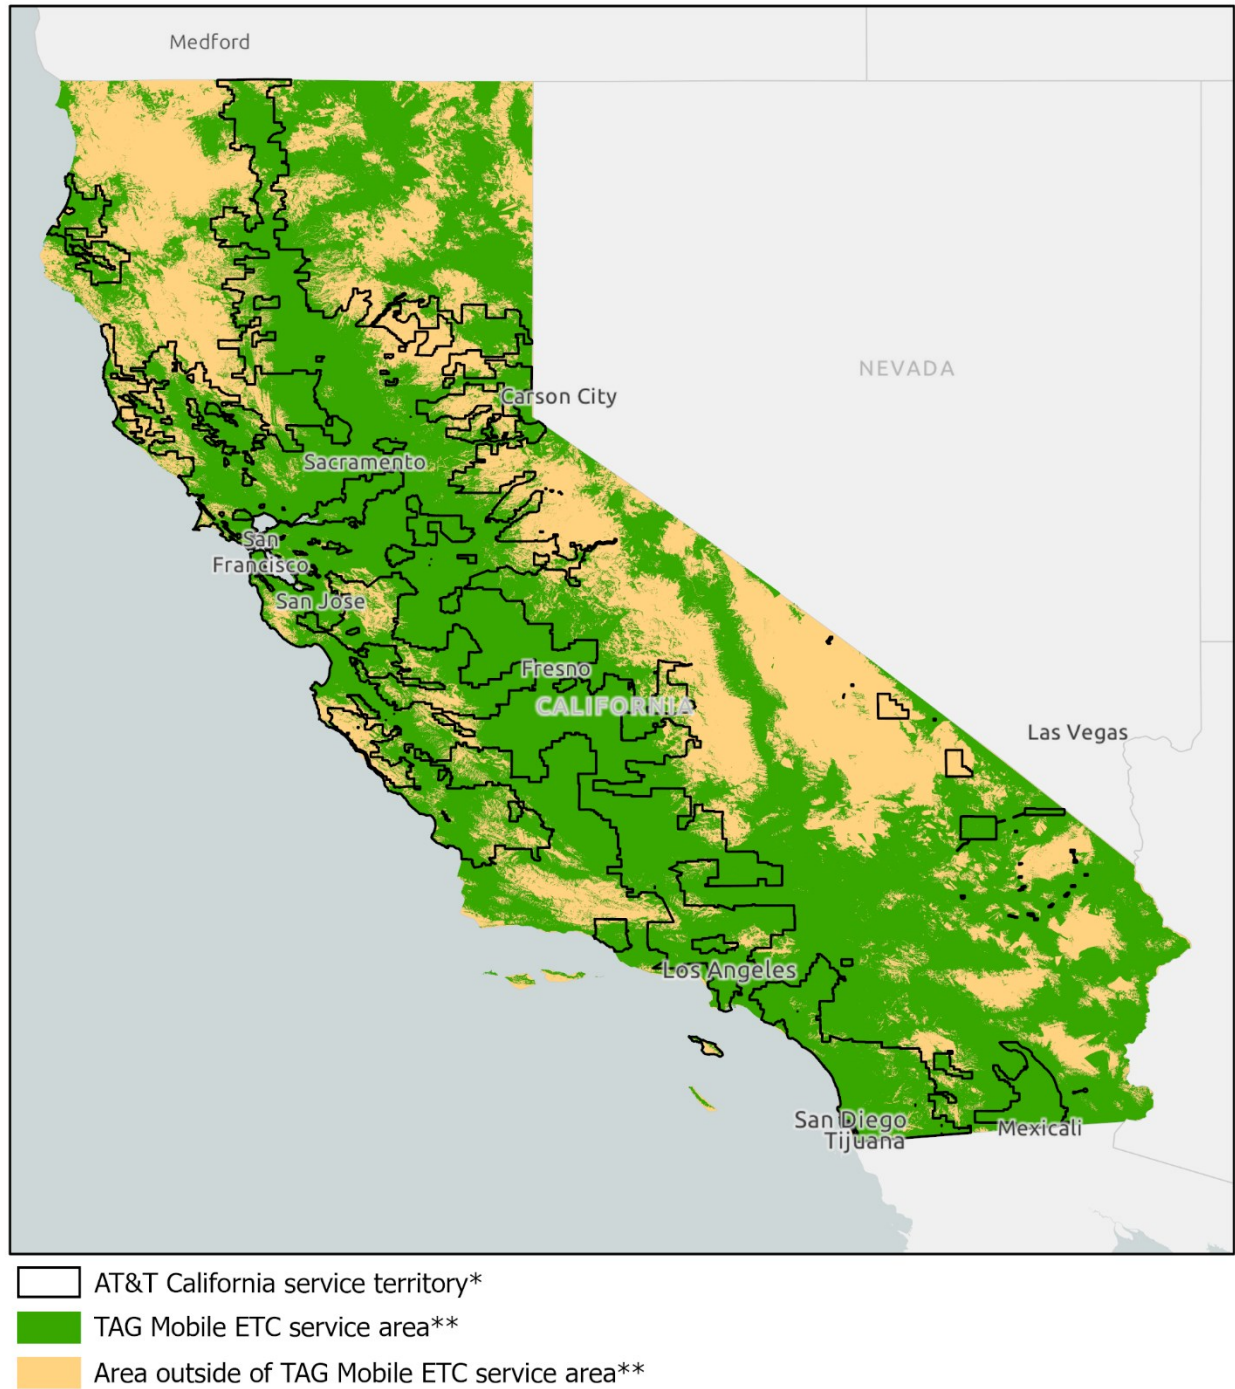 Medford
NEVADA
Carson City
Sacramento
San
Francisco
San Jose
Fresno
CALIFORNIA
Las Vegas
Los Angeles
San Diego
Tijuana
Mexicali
AT&T California service territory*
TAG Mobile ETC service area**
Area outside of TAG Mobile ETC service area**